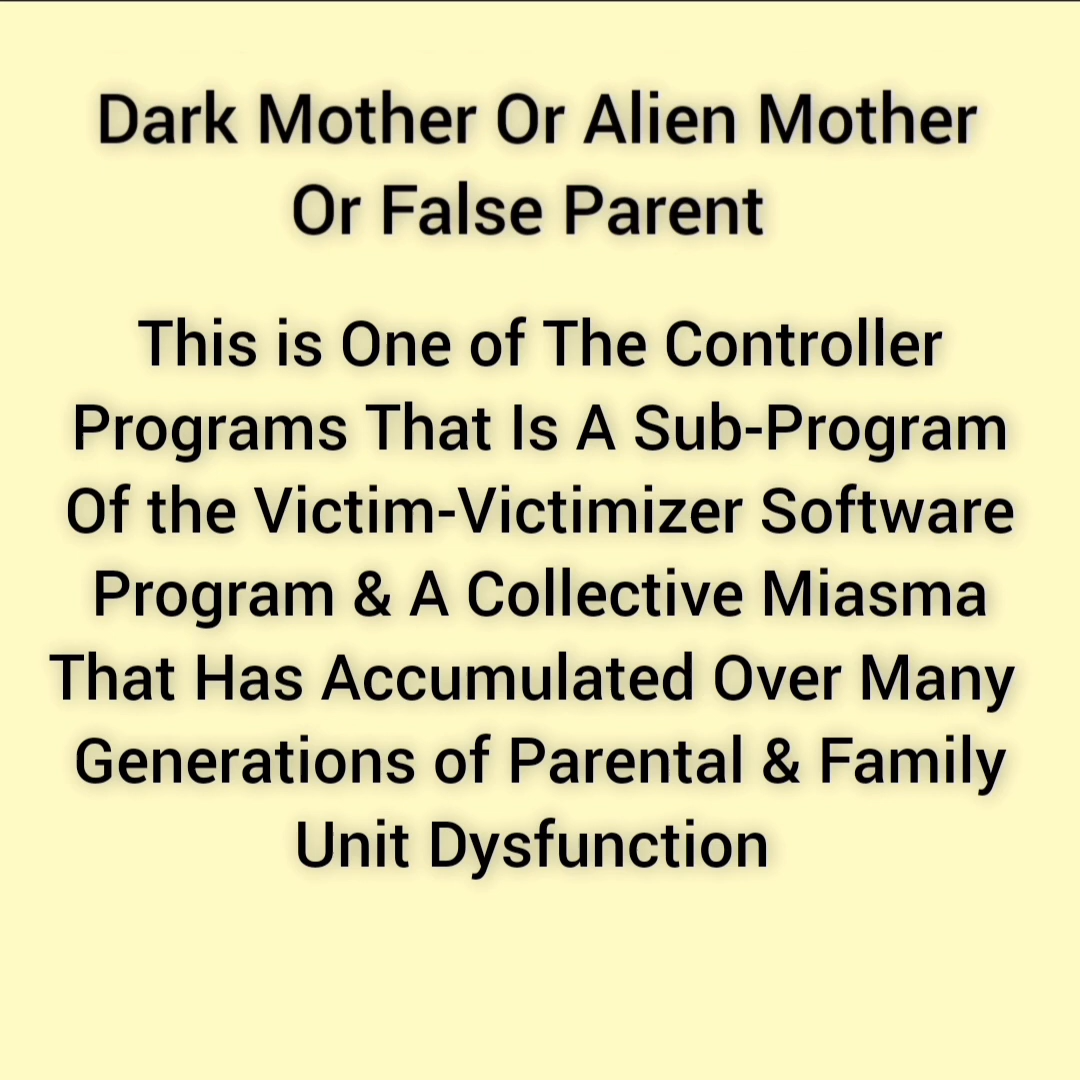 Dark Mother Or Alien Mother
Or False Parent
This is One of The Controller
Programs That Is A Sub-Program
Of the Victim-Victimizer Software
Program & A Collective Miasma
That Has Accumulated Over Many
Generations of Parental & Family
Unit Dysfunction